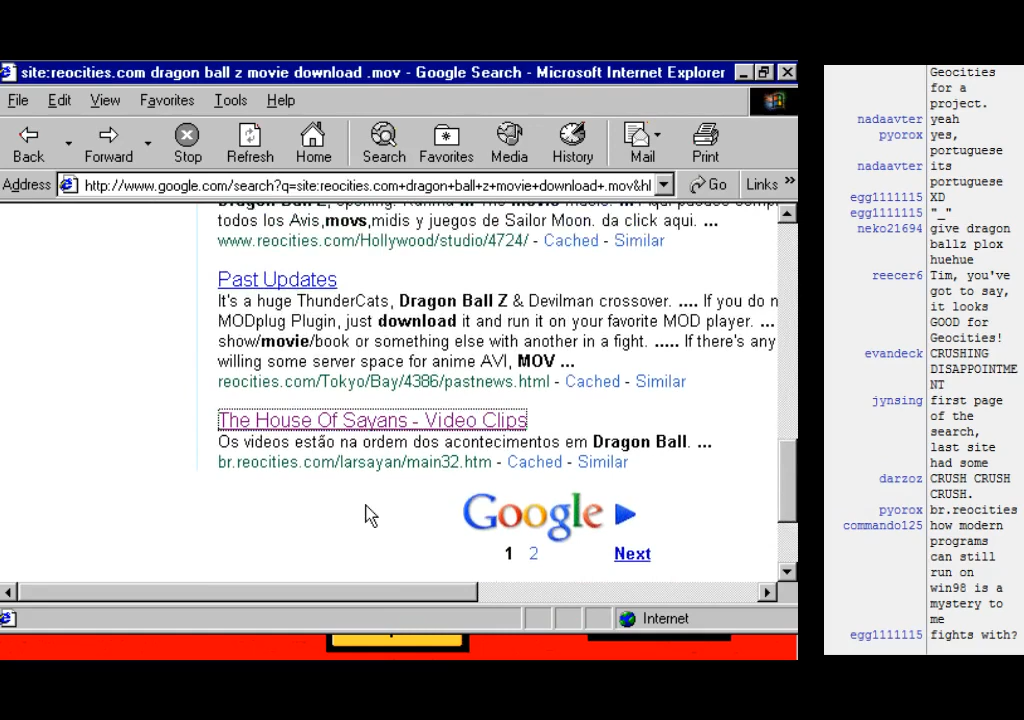 site:reocities.com dragon ball z movie download .mov - Google Search - Microsoft Internet Explorer
File Edit View Favorites Tools Help
Back Forward Stop Refresh Home Search Favorites Media History Mail Print
Address http://www.google.com/search?q=site:reocities.com+dragon+ball+z+movie+download+.mov&hl Go Links »
todos los Avis,movs,midis y juegos de Sailor Moon. da click aqui. ...
www.reocities.com/Hollywood/studio/4724/ - Cached - Similar
Past Updates
It's a huge ThunderCats, Dragon Ball Z & Devilman crossover. .... If you do n
MODplug Plugin, just download it and run it on your favorite MOD player. ...
show/movie/book or something else with another in a fight. ..... If there's any
willing some server space for anime AVI, MOV ...
reocities.com/Tokyo/Bay/4386/pastnews.html - Cached - Similar
The House Of Sayans - Video Clips
Os videos estão na ordem dos acontecimentos em Dragon Ball. ...
br.reocities.com/larsayan/main32.htm - Cached - Similar
Google
1 2 Next
Internet
Geocities
for a
project.
nadaavter yeah
pyorox yes,
portuguese
nadaavter its
portuguese
egg1111115 XD
egg1111115 "_"
neko21694 give dragon
ballz plox
huehue
reecer6 Tim, you've
got to say,
it looks
GOOD for
Geocities!
evandeck CRUSHING
DISAPPOINTME
NT
jynsing first page
of the
search,
last site
had some
darzoz CRUSH CRUSH
CRUSH.
pyorox br.reocities
commando125 how modern
programs
can still
run on
win98 is a
mystery to
me
egg1111115 fights with?